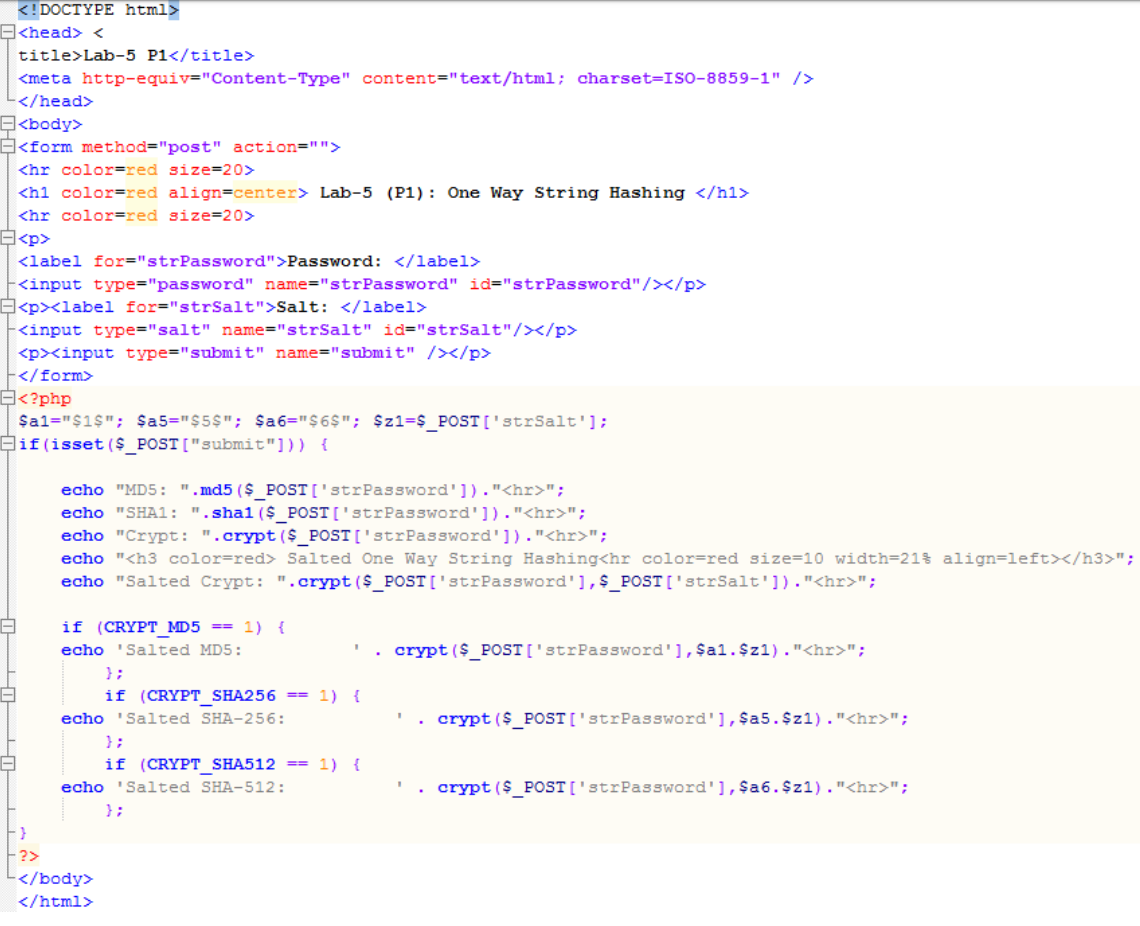 <!DOCTYPE html>
<head> <
title>Lab-5 P1</title>
<meta http-equiv="Content-Type" content="text/html; charset=ISO-8859-1" />
</head>
<body>
<form method="post" action="">
<hr color=red size=20>
<h1 color=red align=center> Lab-5 (P1): One Way String Hashing </h1>
<hr color=red size=20>
<p>
<label for="strPassword">Password: </label>
<input type="password" name="strPassword" id="strPassword"/></p>
<p><label for="strSalt">Salt: </label>
<input type="salt" name="strSalt" id="strSalt"/></p>
<p><input type="submit" name="submit" /></p>
</form>
<?php
$a1="$1$"; $a5="$5$"; $a6="$6$"; $z1=$_POST['strSalt'];
if(isset($_POST["submit"])) {
    echo "MD5: ".md5($_POST['strPassword'])."<hr>";
    echo "SHA1: ".sha1($_POST['strPassword'])."<hr>";
    echo "Crypt: ".crypt($_POST['strPassword'])."<hr>";
    echo "<h3 color=red> Salted One Way String Hashing<hr color=red size=10 width=21% align=left></h3>";
    echo "Salted Crypt: ".crypt($_POST['strPassword'],$_POST['strSalt'])."<hr>";
    if (CRYPT_MD5 == 1) {
    echo 'Salted MD5:          ' . crypt($_POST['strPassword'],$a1.$z1)."<hr>";
        };
        if (CRYPT_SHA256 == 1) {
    echo 'Salted SHA-256:          ' . crypt($_POST['strPassword'],$a5.$z1)."<hr>";
        };
        if (CRYPT_SHA512 == 1) {
    echo 'Salted SHA-512:          ' . crypt($_POST['strPassword'],$a6.$z1)."<hr>";
        };
}
?>
</body>
</html>